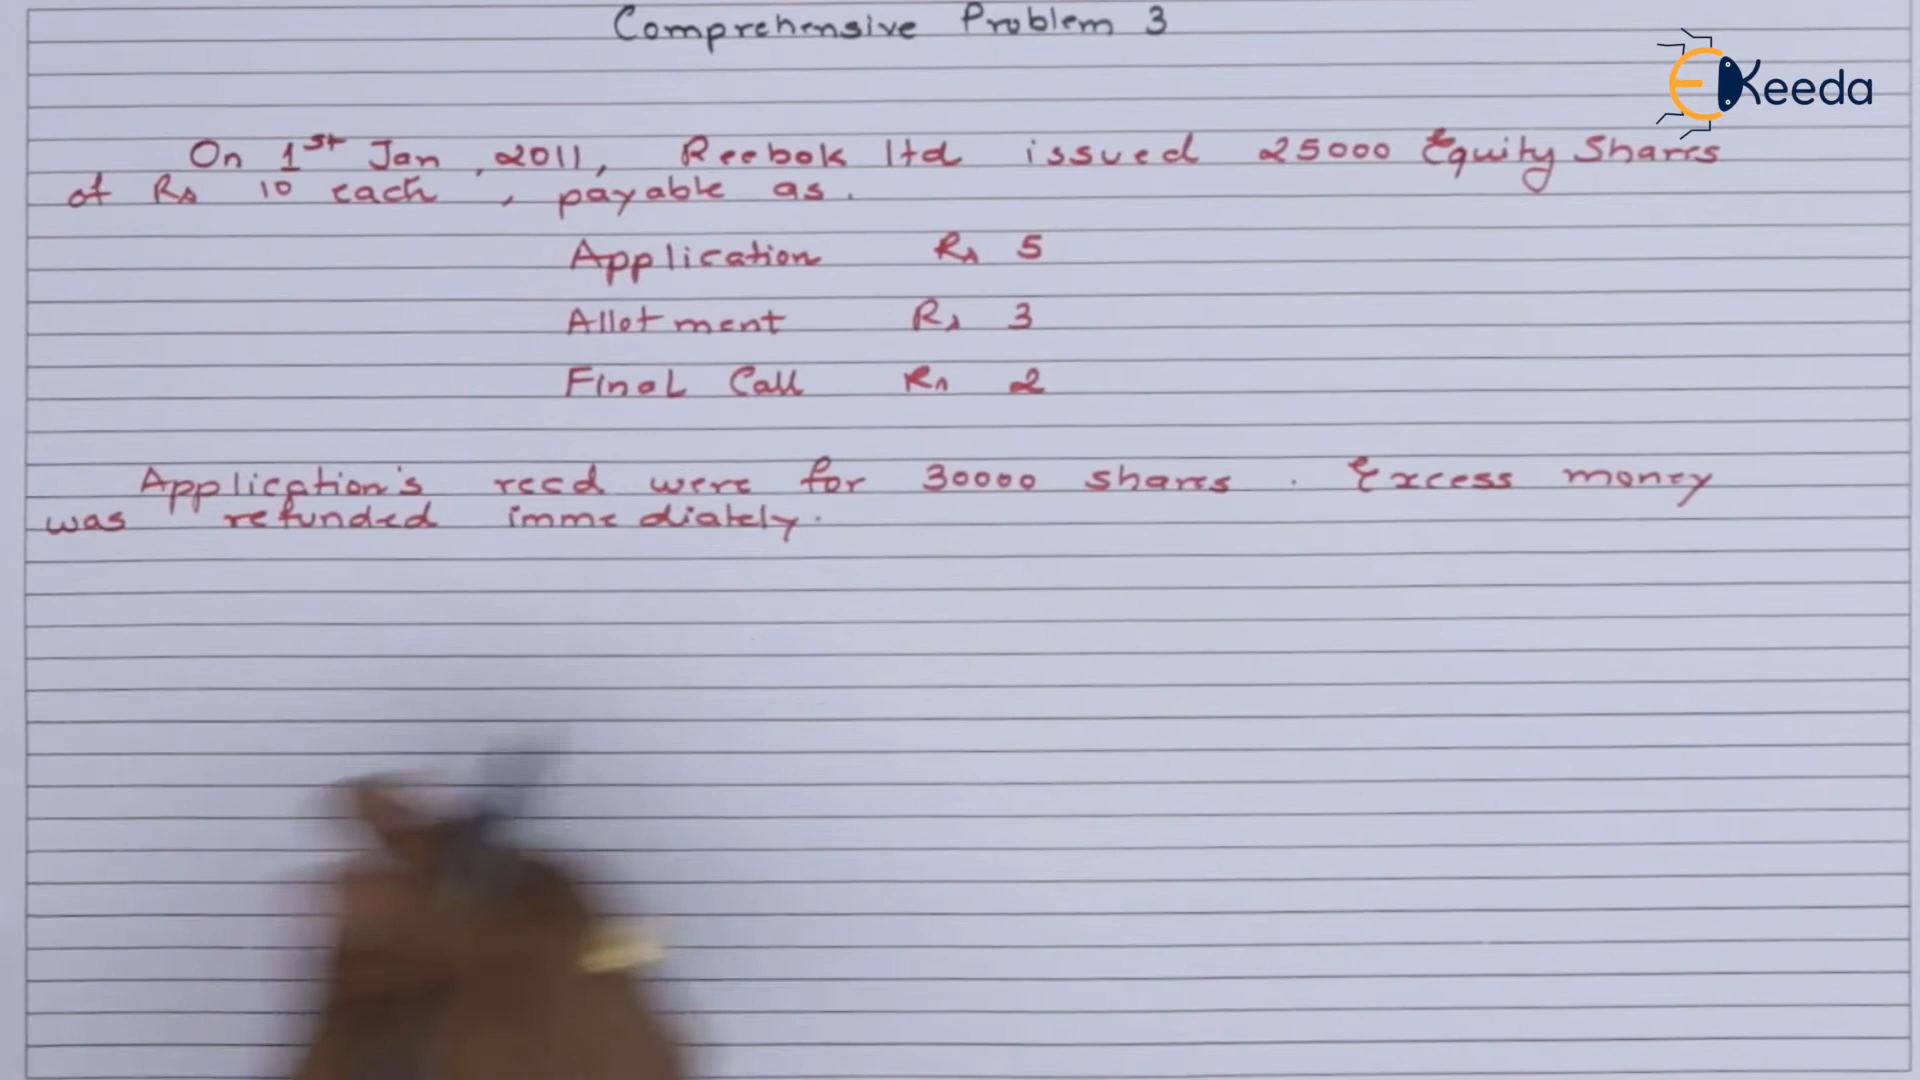 Comprehensive Problem 3
EKeeda
On 1st Jan, 2011, Reebok ltd issued 25000 Equity Shares
of Rs 10 each, payable as.
Application Rs 5
Allotment Rs 3
Final Call Rs 2
Application's recd were for 30000 shares. Excess money
was refunded immediately.